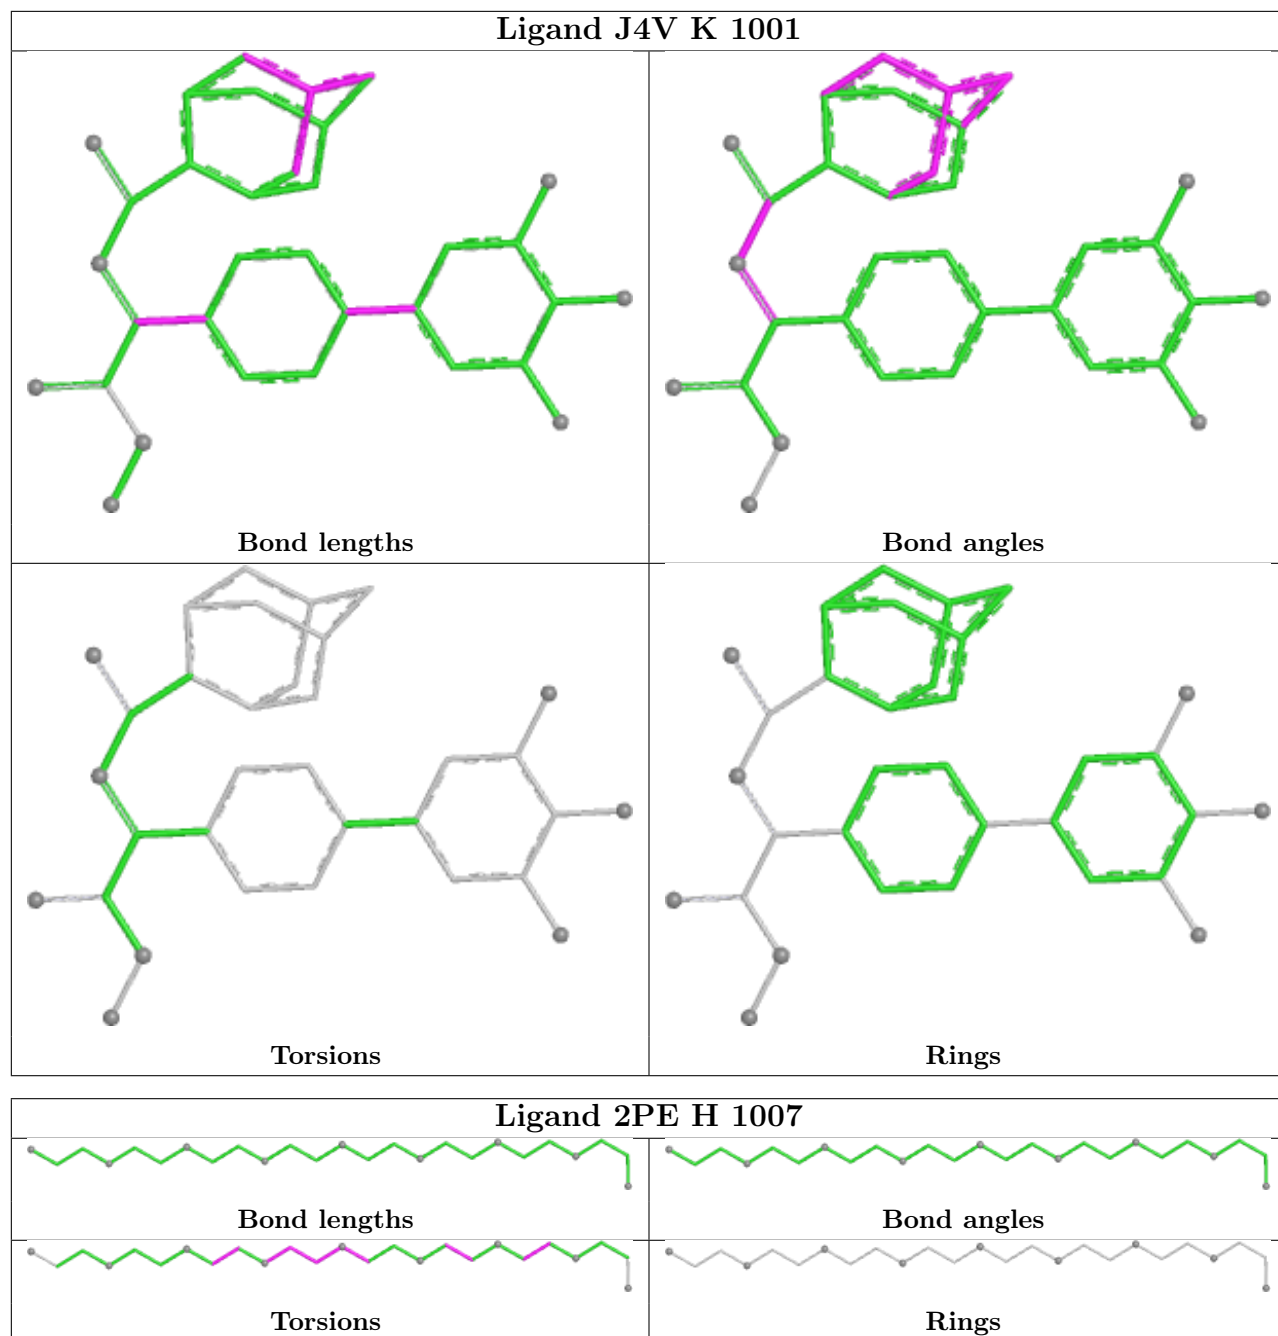 Ligand J4V K 1001
Bond lengths
Bond angles
Torsions
Rings
Ligand 2PE H 1007
Bond lengths
Bond angles
Torsions
Rings